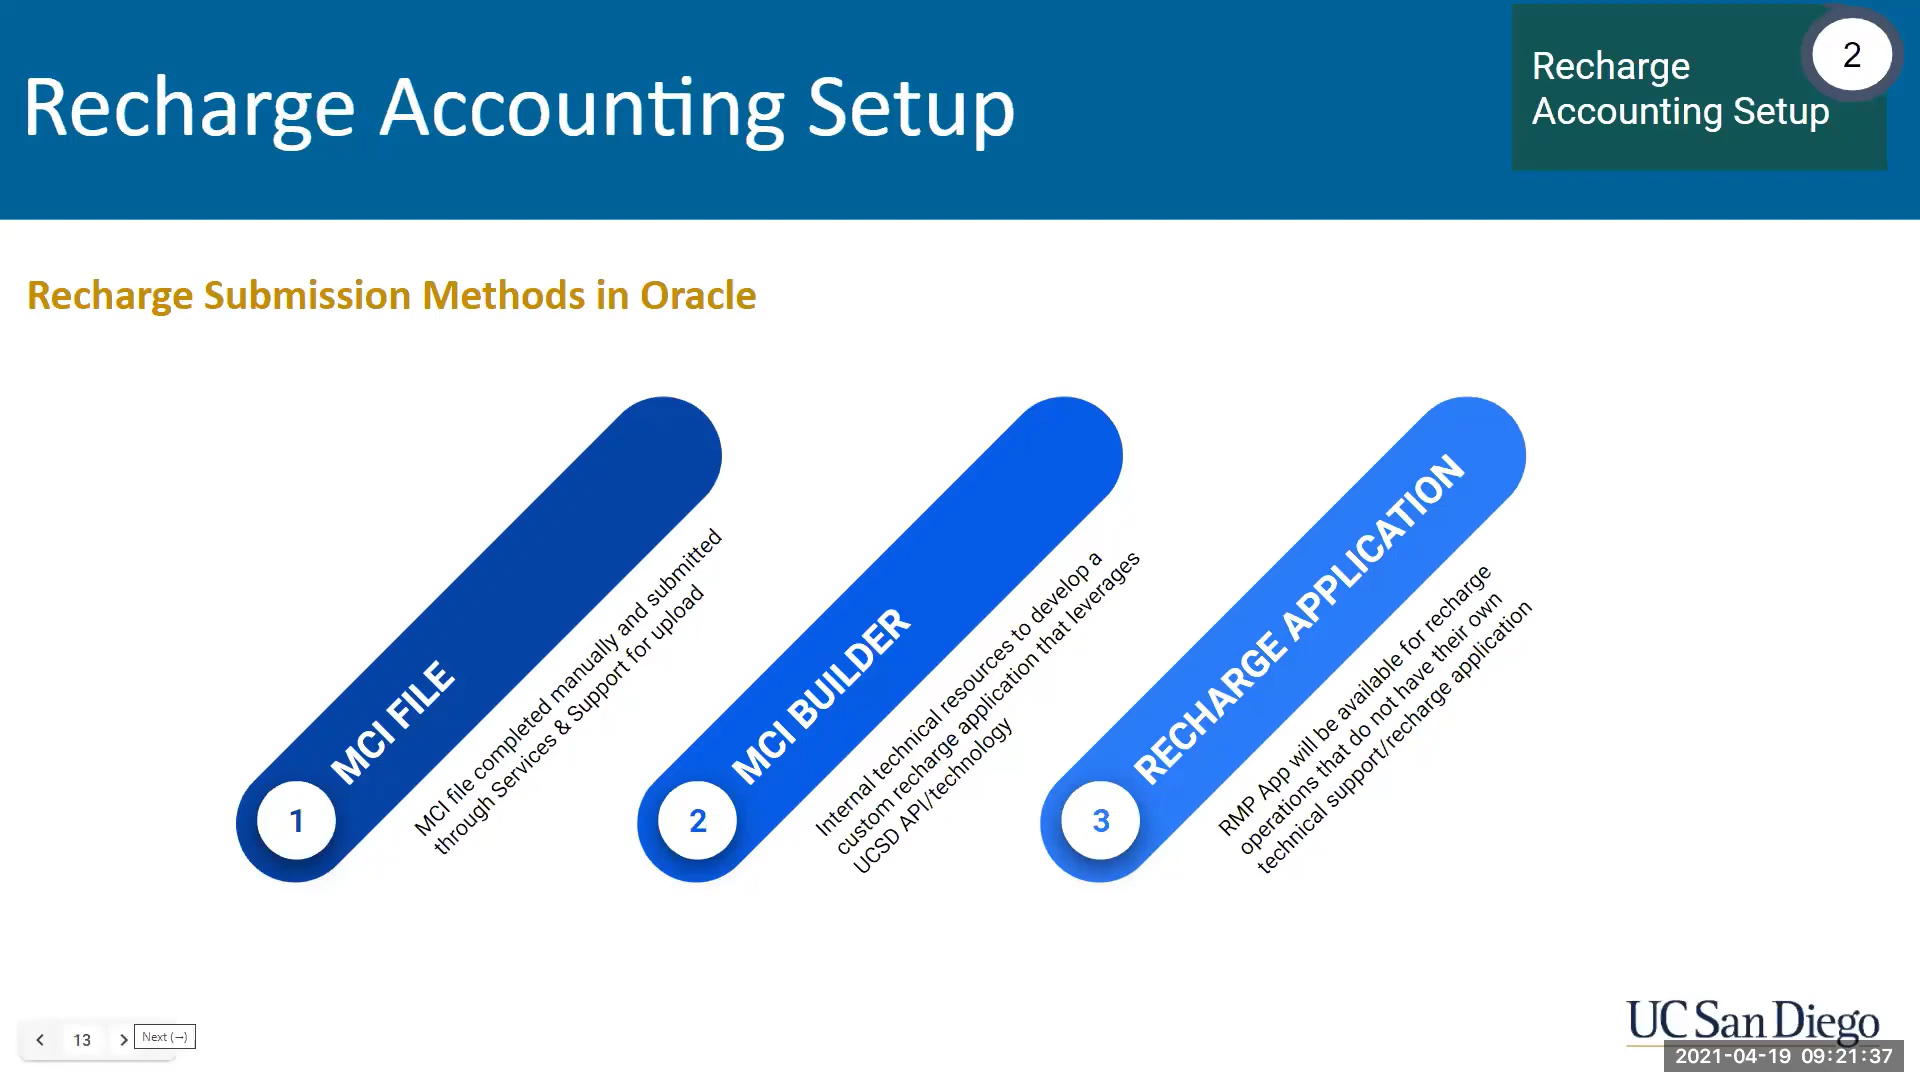 Recharge Accounting Setup
Recharge
Accounting Setup
2
Recharge Submission Methods in Oracle
1
MCI FILE
MCI file completed manually and submitted
through Services & Support for upload
2
MCI BUILDER
Internal technical resources to develop a
custom recharge application that leverages
UCSD API/technology
3
RECHARGE APPLICATION
RMP App will be available for recharge
operations that do not have their own
technical support/recharge application
13
Next (→)
UC San Diego
2021-04-19 09:21:37